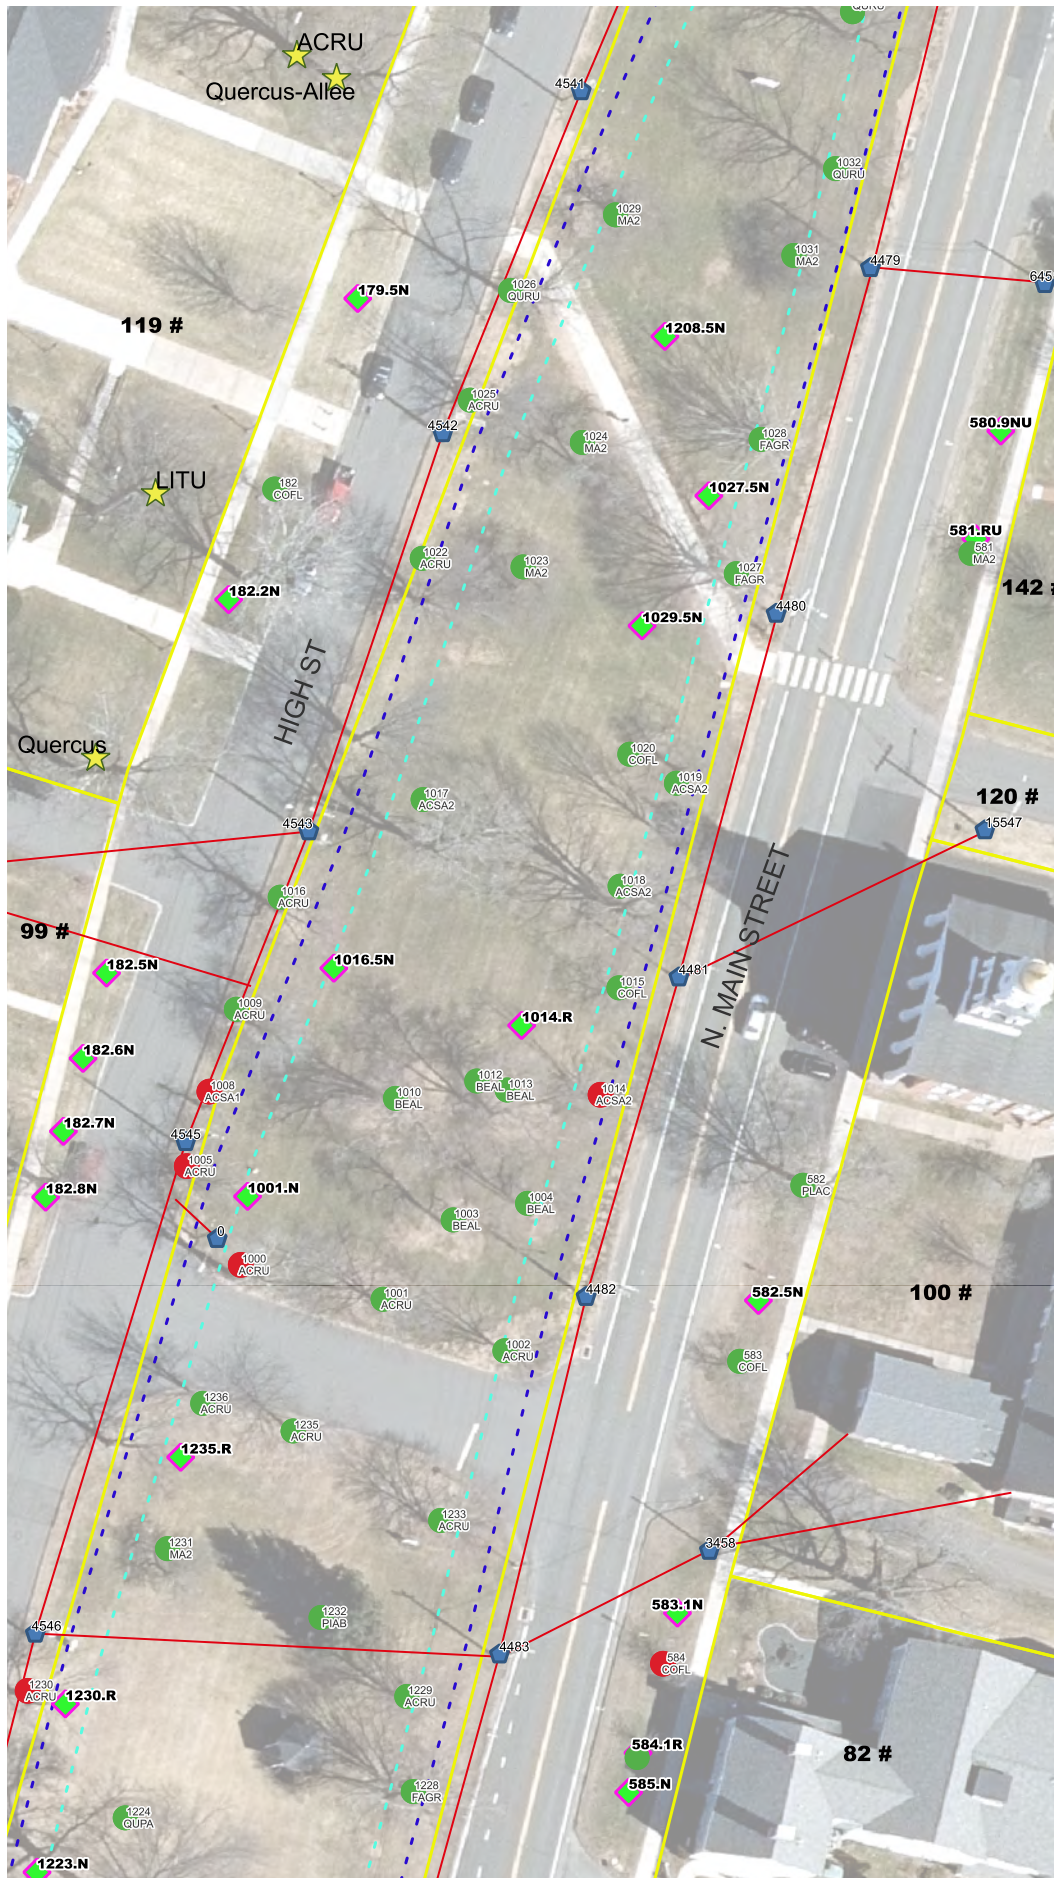 QURU
ACRU
Quercus-Allee
4541
1032
QURU
1029
MA2
1031
MA2
4479
645
1026
QURU
179.5N
119 #
1208.5N
1025
ACRU
4542
1024
MA2
1028
FAGR
580.9NU
LITU
182
COFL
1027.5N
581.RU
581
MA2
1022
ACRU
1023
MA2
1027
FAGR
142
182.2N
1029.5N
4480
HIGH ST
Quercus
1020
COFL
1019
ACSA2
1017
ACSA2
120 #
4543
15547
1016
ACRU
1018
ACSA2
N. MAIN STREET
99 #
182.5N
1016.5N
4481
1009
ACRU
1015
COFL
1014.R
182.6N
1008
ACSA1
1010
BEAL
1012
BEAL
1013
BEAL
1014
ACSA2
182.7N
4545
1005
ACRU
182.8N
1001.N
582
PLAC
1003
BEAL
1004
BEAL
0
1000
ACRU
1001
ACRU
4482
582.5N
100 #
1002
ACRU
583
COFL
1236
ACRU
1235
ACRU
1235.R
1233
ACRU
1231
MA2
3458
1232
PIAB
583.1N
4546
4483
584
COFL
1230
ACRU
1230.R
1229
ACRU
584.1R
82 #
585.N
1228
FAGR
1224
QUPA
1223.N